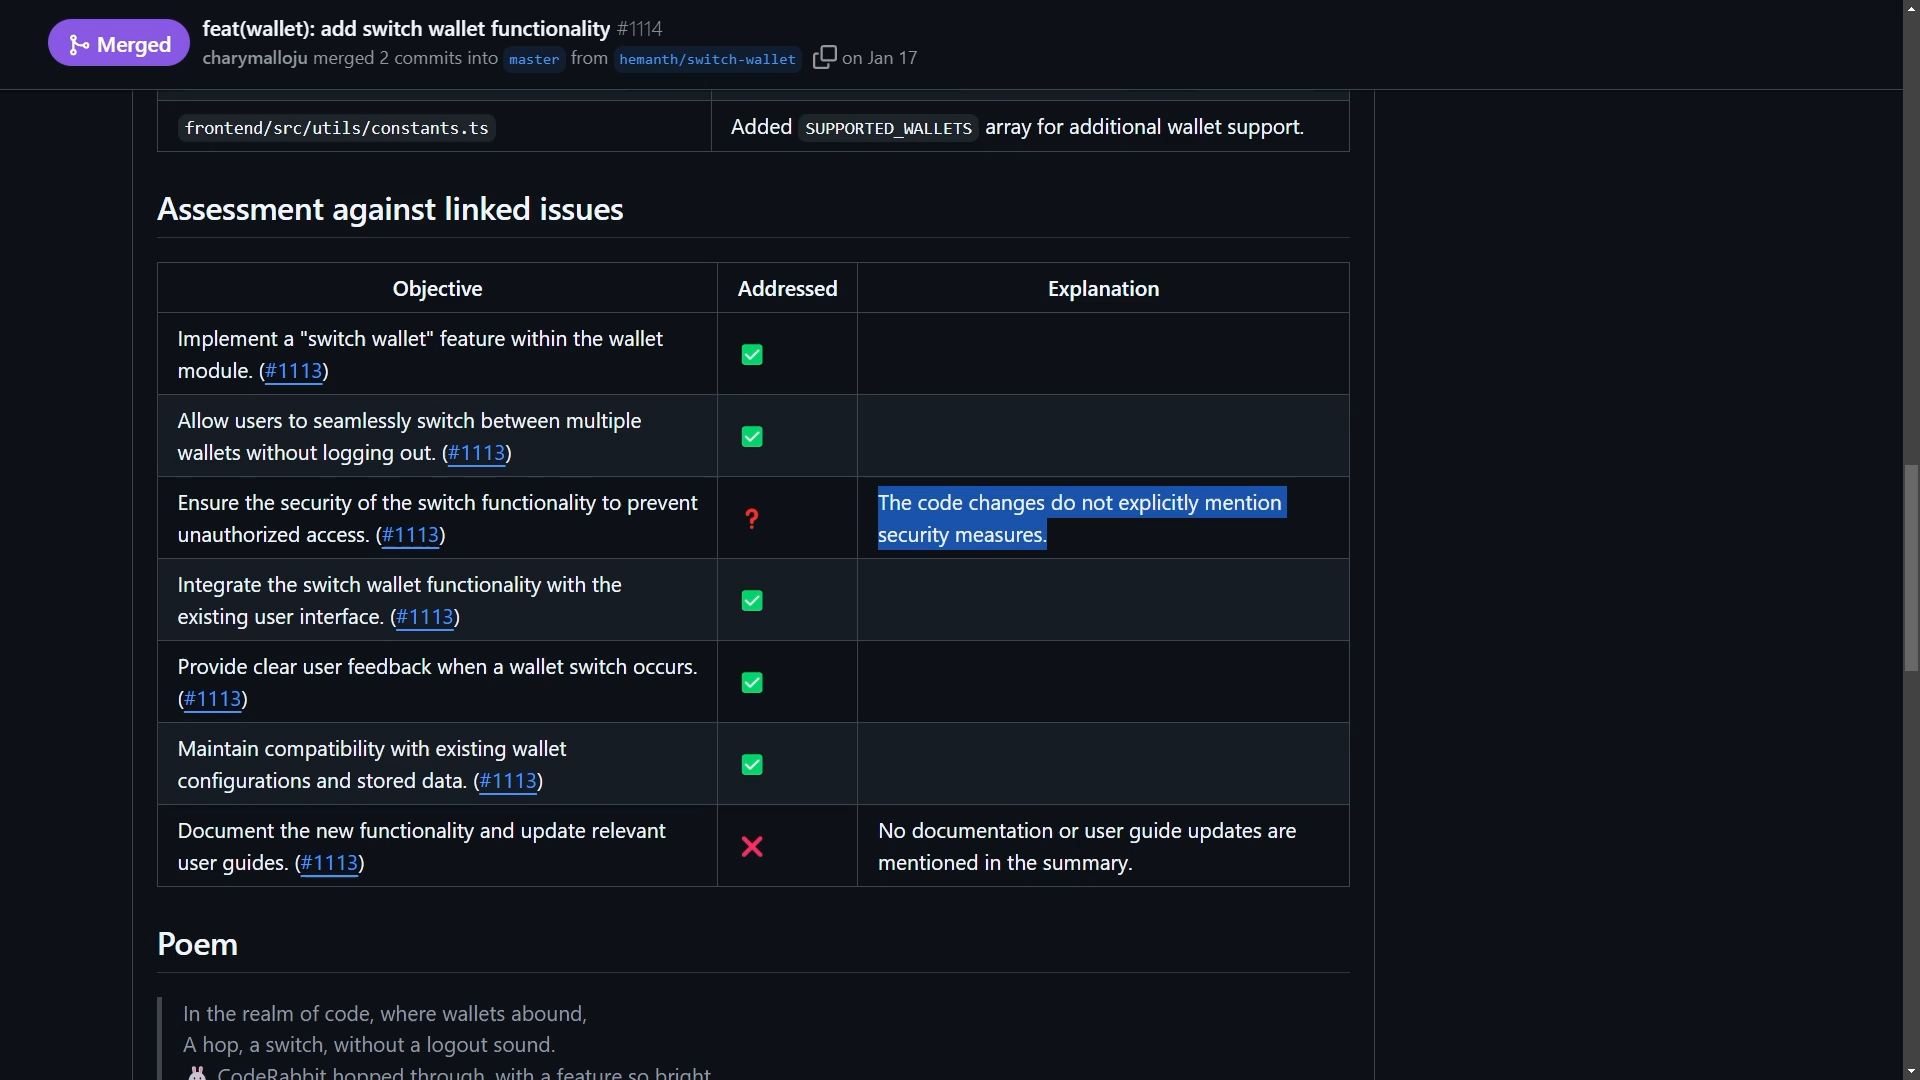 Merged
feat(wallet): add switch wallet functionality #1114
charymalloju merged 2 commits into master from hemanth/switch-wallet on Jan 17
frontend/src/utils/constants.ts
Added SUPPORTED_WALLETS array for additional wallet support.
Assessment against linked issues
Objective
Addressed
Explanation
Implement a "switch wallet" feature within the wallet
module. (#1113)
Allow users to seamlessly switch between multiple
wallets without logging out. (#1113)
Ensure the security of the switch functionality to prevent
unauthorized access. (#1113)
The code changes do not explicitly mention
security measures.
Integrate the switch wallet functionality with the
existing user interface. (#1113)
Provide clear user feedback when a wallet switch occurs.
(#1113)
Maintain compatibility with existing wallet
configurations and stored data. (#1113)
Document the new functionality and update relevant
user guides. (#1113)
No documentation or user guide updates are
mentioned in the summary.
Poem
In the realm of code, where wallets abound,
A hop, a switch, without a logout sound.
CodeRabbit hopped through, with a feature so bright